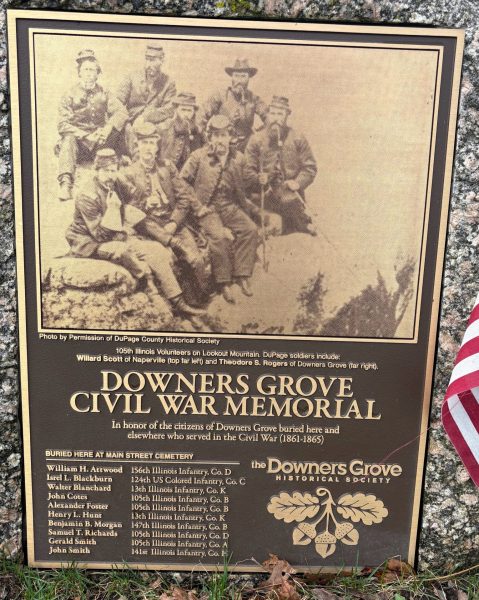 Photo by Permission of DuPage County Historical Society
105th Illinois Volunteers on Lookout Mountain. DuPage soldiers include:
Willard Scott of Naperville (top far left) and Theodore S. Rogers of Downers Grove (far right).
DOWNERS GROVE
CIVIL WAR MEMORIAL
In honor of the citizens of Downers Grove buried here and
elsewhere who served in the Civil War (1861-1865)
BURIED HERE AT MAIN STREET CEMETERY
William H. Atwood 156th Illinois Infantry, Co. D
Isrel L. Blackburn 124th US Colored Infantry, Co. C
Walter Blanchard 13th Illinois Infantry, Co. K
John Cotes 105th Illinois Infantry, Co. B
Alexander Foster 105th Illinois Infantry, Co. B
Henry L. Hunt 13th Illinois Infantry, Co. K
Benjamin B. Morgan 147th Illinois Infantry, Co. B
Samuel T. Richards 105th Illinois Infantry, Co. D
Gerald Smith 105th Illinois Infantry, Co. A
John Smith 141st Illinois Infantry, Co.
the Downers Grove
HISTORICAL SOCIETY